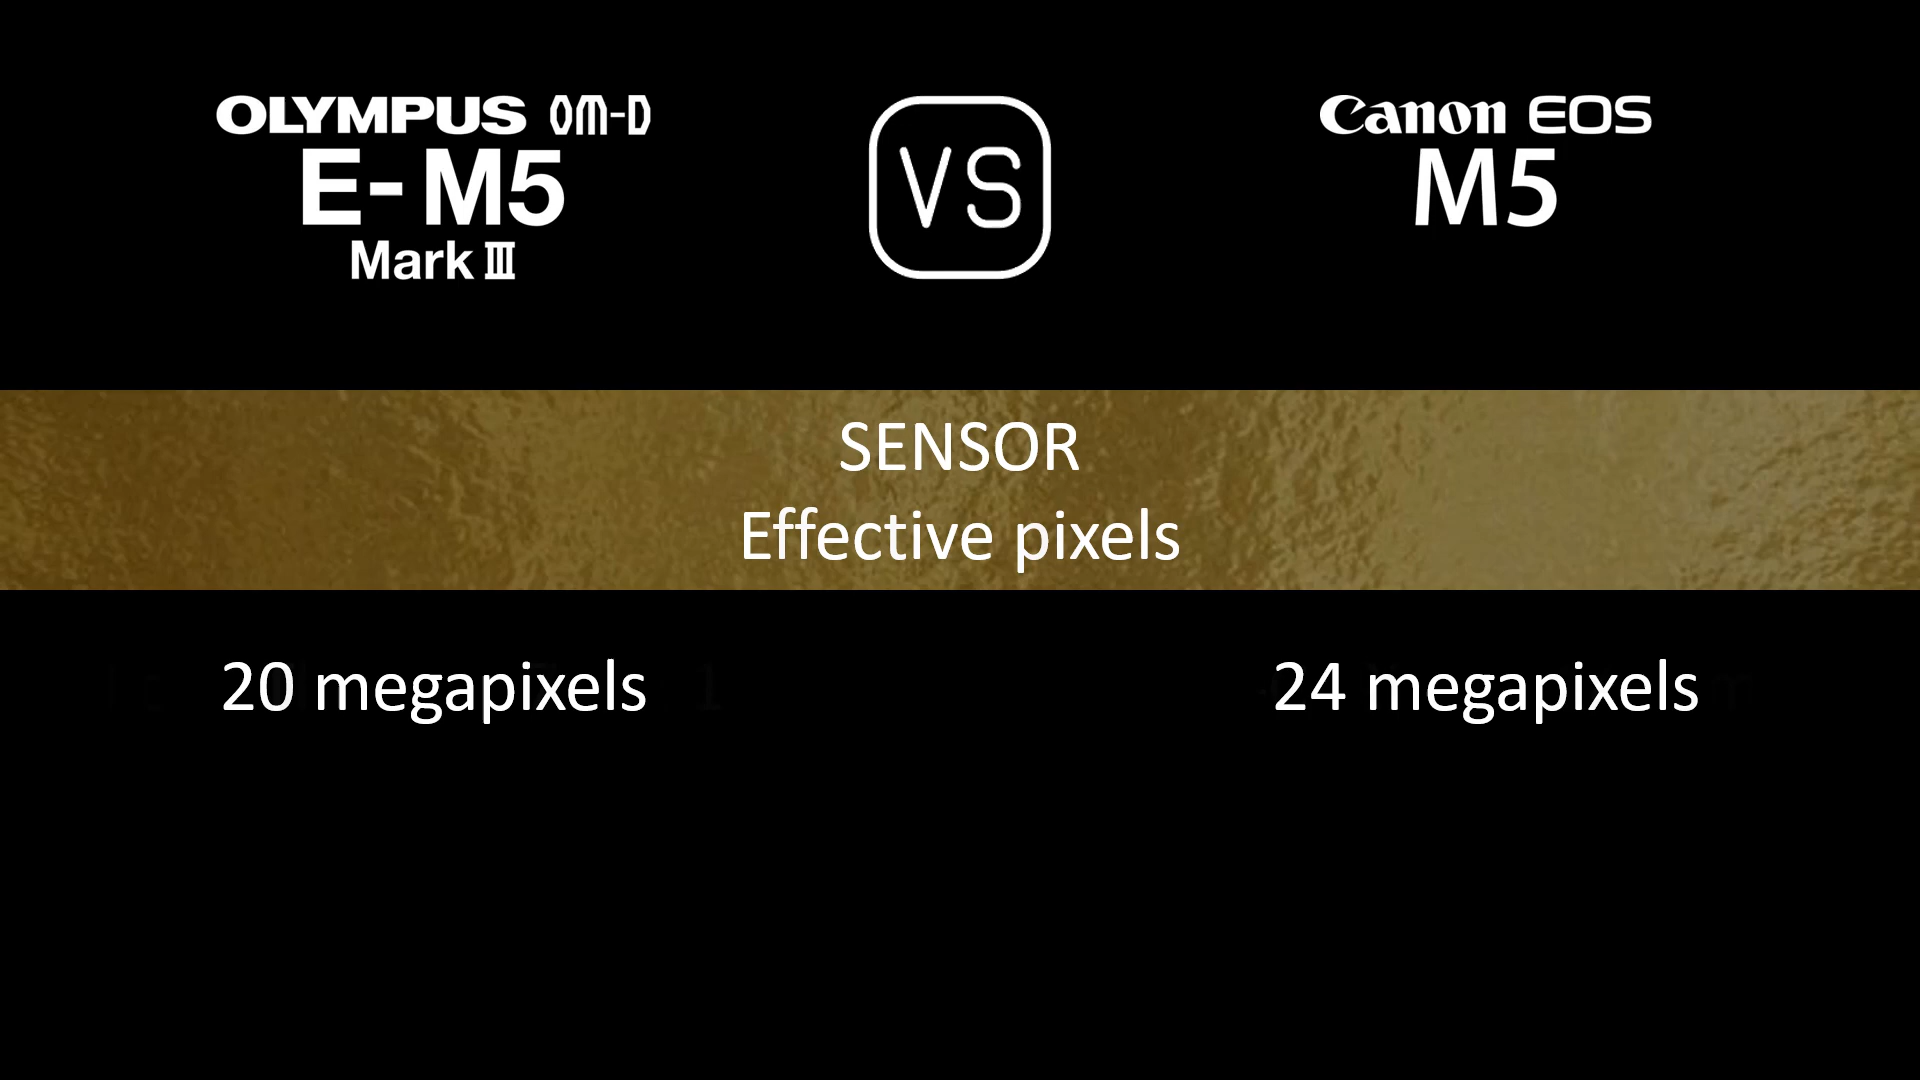 OLYMPUS OM-D
E-M5
Mark III
VS
Canon EOS
M5
SENSOR
Effective pixels
20 megapixels
24 megapixels